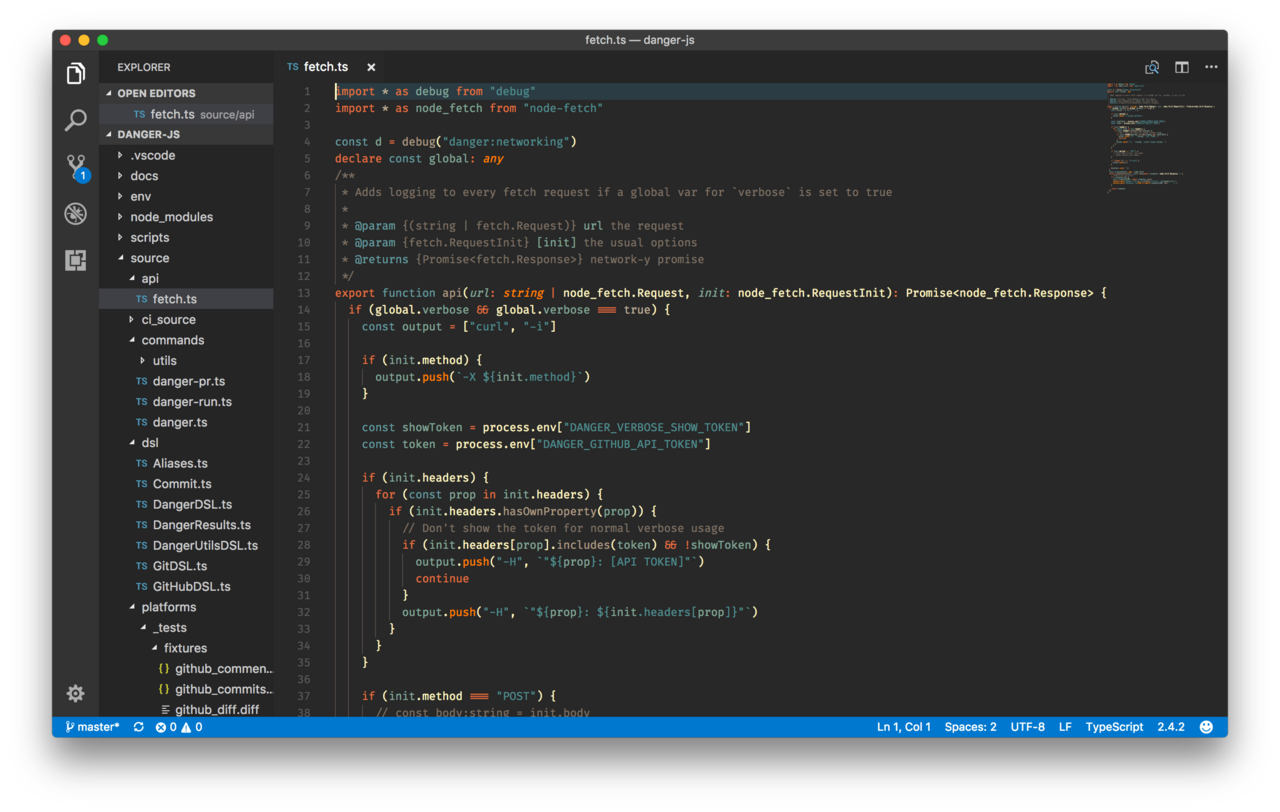 fetch.ts — danger-js
EXPLORER
OPEN EDITORS
TS fetch.ts source/api
DANGER-JS
.vscode
docs
env
node_modules
scripts
source
api
TS fetch.ts
ci_source
commands
utils
TS danger-pr.ts
TS danger-run.ts
TS danger.ts
dsl
TS Aliases.ts
TS Commit.ts
TS DangerDSL.ts
TS DangerResults.ts
TS DangerUtilsDSL.ts
TS GitDSL.ts
TS GitHubDSL.ts
platforms
_tests
fixtures
{} github_commen...
{} github_commits...
github_diff.diff
1
TS fetch.ts ×
1 import * as debug from "debug"
2 import * as node_fetch from "node-fetch"
3
4 const d = debug("danger:networking")
5 declare const global: any
6 /**
7 * Adds logging to every fetch request if a global var for `verbose` is set to true
8 *
9 * @param {(string | fetch.Request)} url the request
10 * @param {fetch.RequestInit} [init] the usual options
11 * @returns {Promise<fetch.Response>} network-y promise
12 */
13 export function api(url: string | node_fetch.Request, init: node_fetch.RequestInit): Promise<node_fetch.Response> {
14 if (global.verbose && global.verbose === true) {
15 const output = ["curl", "-i"]
16
17 if (init.method) {
18 output.push(`-X ${init.method}`)
19 }
20
21 const showToken = process.env["DANGER_VERBOSE_SHOW_TOKEN"]
22 const token = process.env["DANGER_GITHUB_API_TOKEN"]
23
24 if (init.headers) {
25 for (const prop in init.headers) {
26 if (init.headers.hasOwnProperty(prop)) {
27 // Don't show the token for normal verbose usage
28 if (init.headers[prop].includes(token) && !showToken) {
29 output.push("-H", `"${prop}: [API TOKEN]"`)
30 continue
31 }
32 output.push("-H", `"${prop}: ${init.headers[prop]}"`)
33 }
34 }
35 }
36
37 if (init.method === "POST") {
38 // const body:string = init.body
master* 0 0
Ln 1, Col 1 Spaces: 2 UTF-8 LF TypeScript 2.4.2